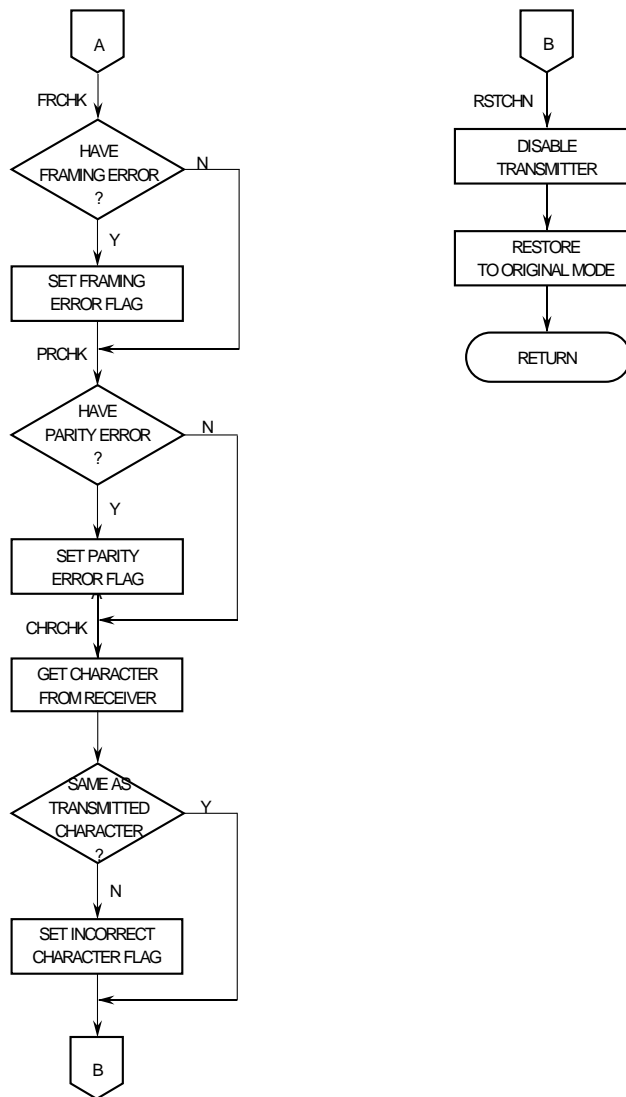 A
FRCHK
HAVE
FRAMING ERROR
?
N
Y
SET FRAMING
ERROR FLAG
PRCHK
HAVE
PARITY ERROR
?
N
Y
SET PARITY
ERROR FLAG
CHRCHK
GET CHARACTER
FROM RECEIVER
SAME AS
TRANSMITTED
CHARACTER
?
Y
N
SET INCORRECT
CHARACTER FLAG
B
B
RSTCHN
DISABLE
TRANSMITTER
RESTORE
TO ORIGINAL MODE
RETURN